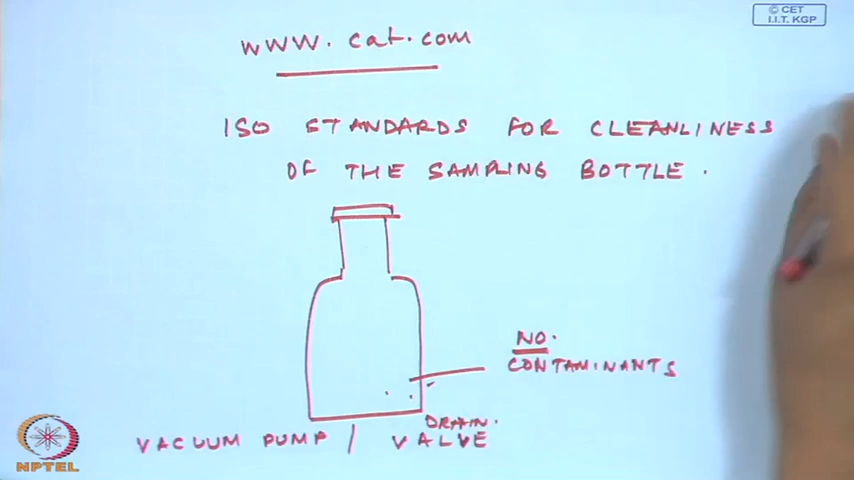 © CET
I.I.T. KGP
www.cat.com
ISO STANDARDS FOR CLEANLINESS
OF THE SAMPLING BOTTLE.
NO.
CONTAMINANTS
DRAIN.
VACUUM PUMP / VALVE
NPTEL